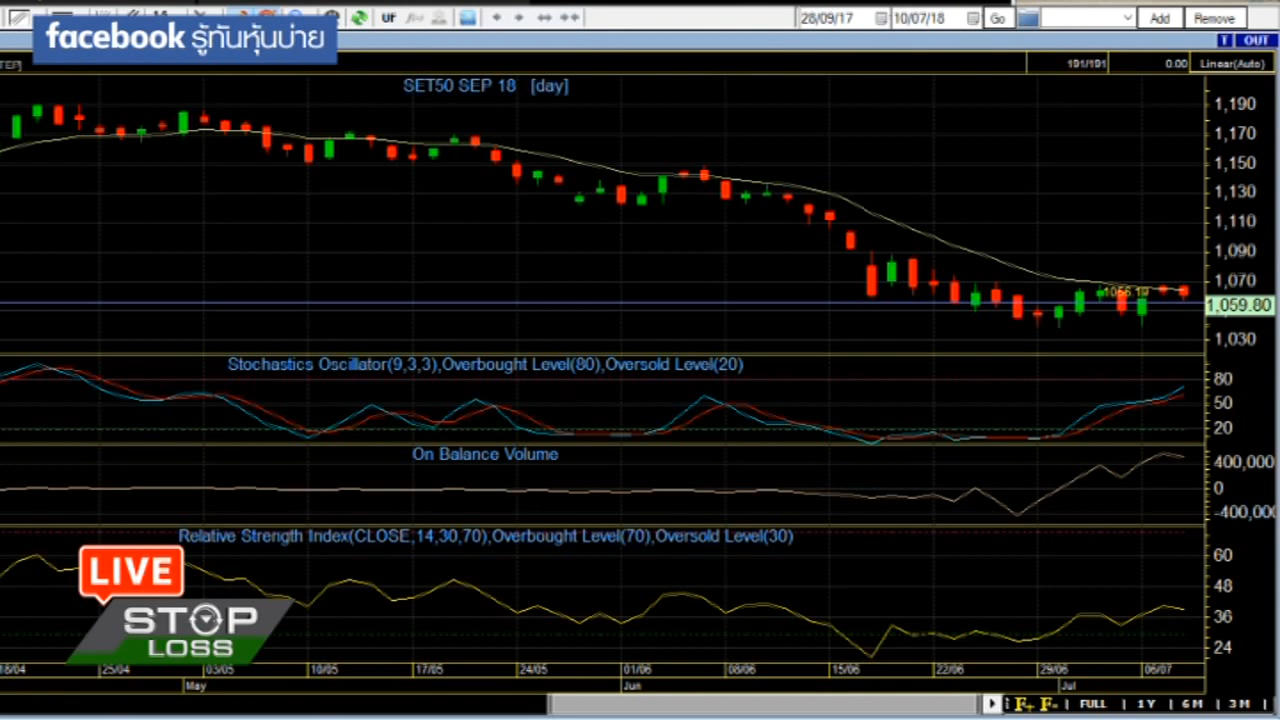 UF
28/09/17
10/07/18
Go
Add
Remove
facebook รู้ทันหุ้นบ่าย
T OUT
TEP]
191/191
0.00
Linear(Auto)
SET50 SEP 18 [day]
1,190
1,170
1,150
1,130
1,110
1,090
1,070
1,059.80
1,030
Stochastics Oscillator(9,3,3),Overbought Level(80),Oversold Level(20)
80
50
20
On Balance Volume
400,000
0
-400,000
Relative Strength Index(CLOSE,14,30,70),Overbought Level(70),Oversold Level(30)
60
48
36
24
LIVE
STOP
LOSS
18/04 25/04 03/05 10/05 17/05 24/05 01/06 08/06 15/06 22/06 29/06 06/07
May Jun Jul
F+ F- | FULL | 1Y | 6M | 3M |